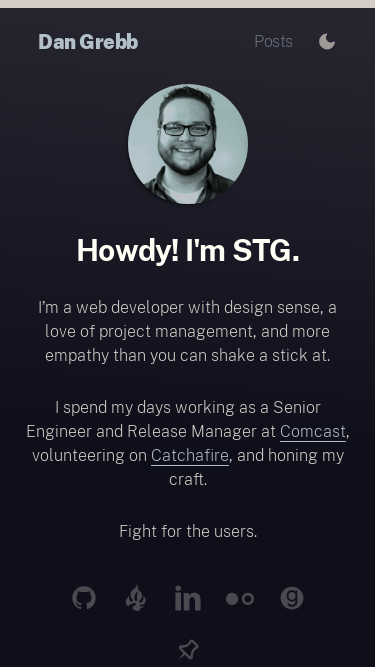 Dan Grebb
Posts
Howdy! I'm STG.
I'm a web developer with design sense, a
love of project management, and more
empathy than you can shake a stick at.
I spend my days working as a Senior
Engineer and Release Manager at Comcast,
volunteering on Catchafire, and honing my
craft.
Fight for the users.